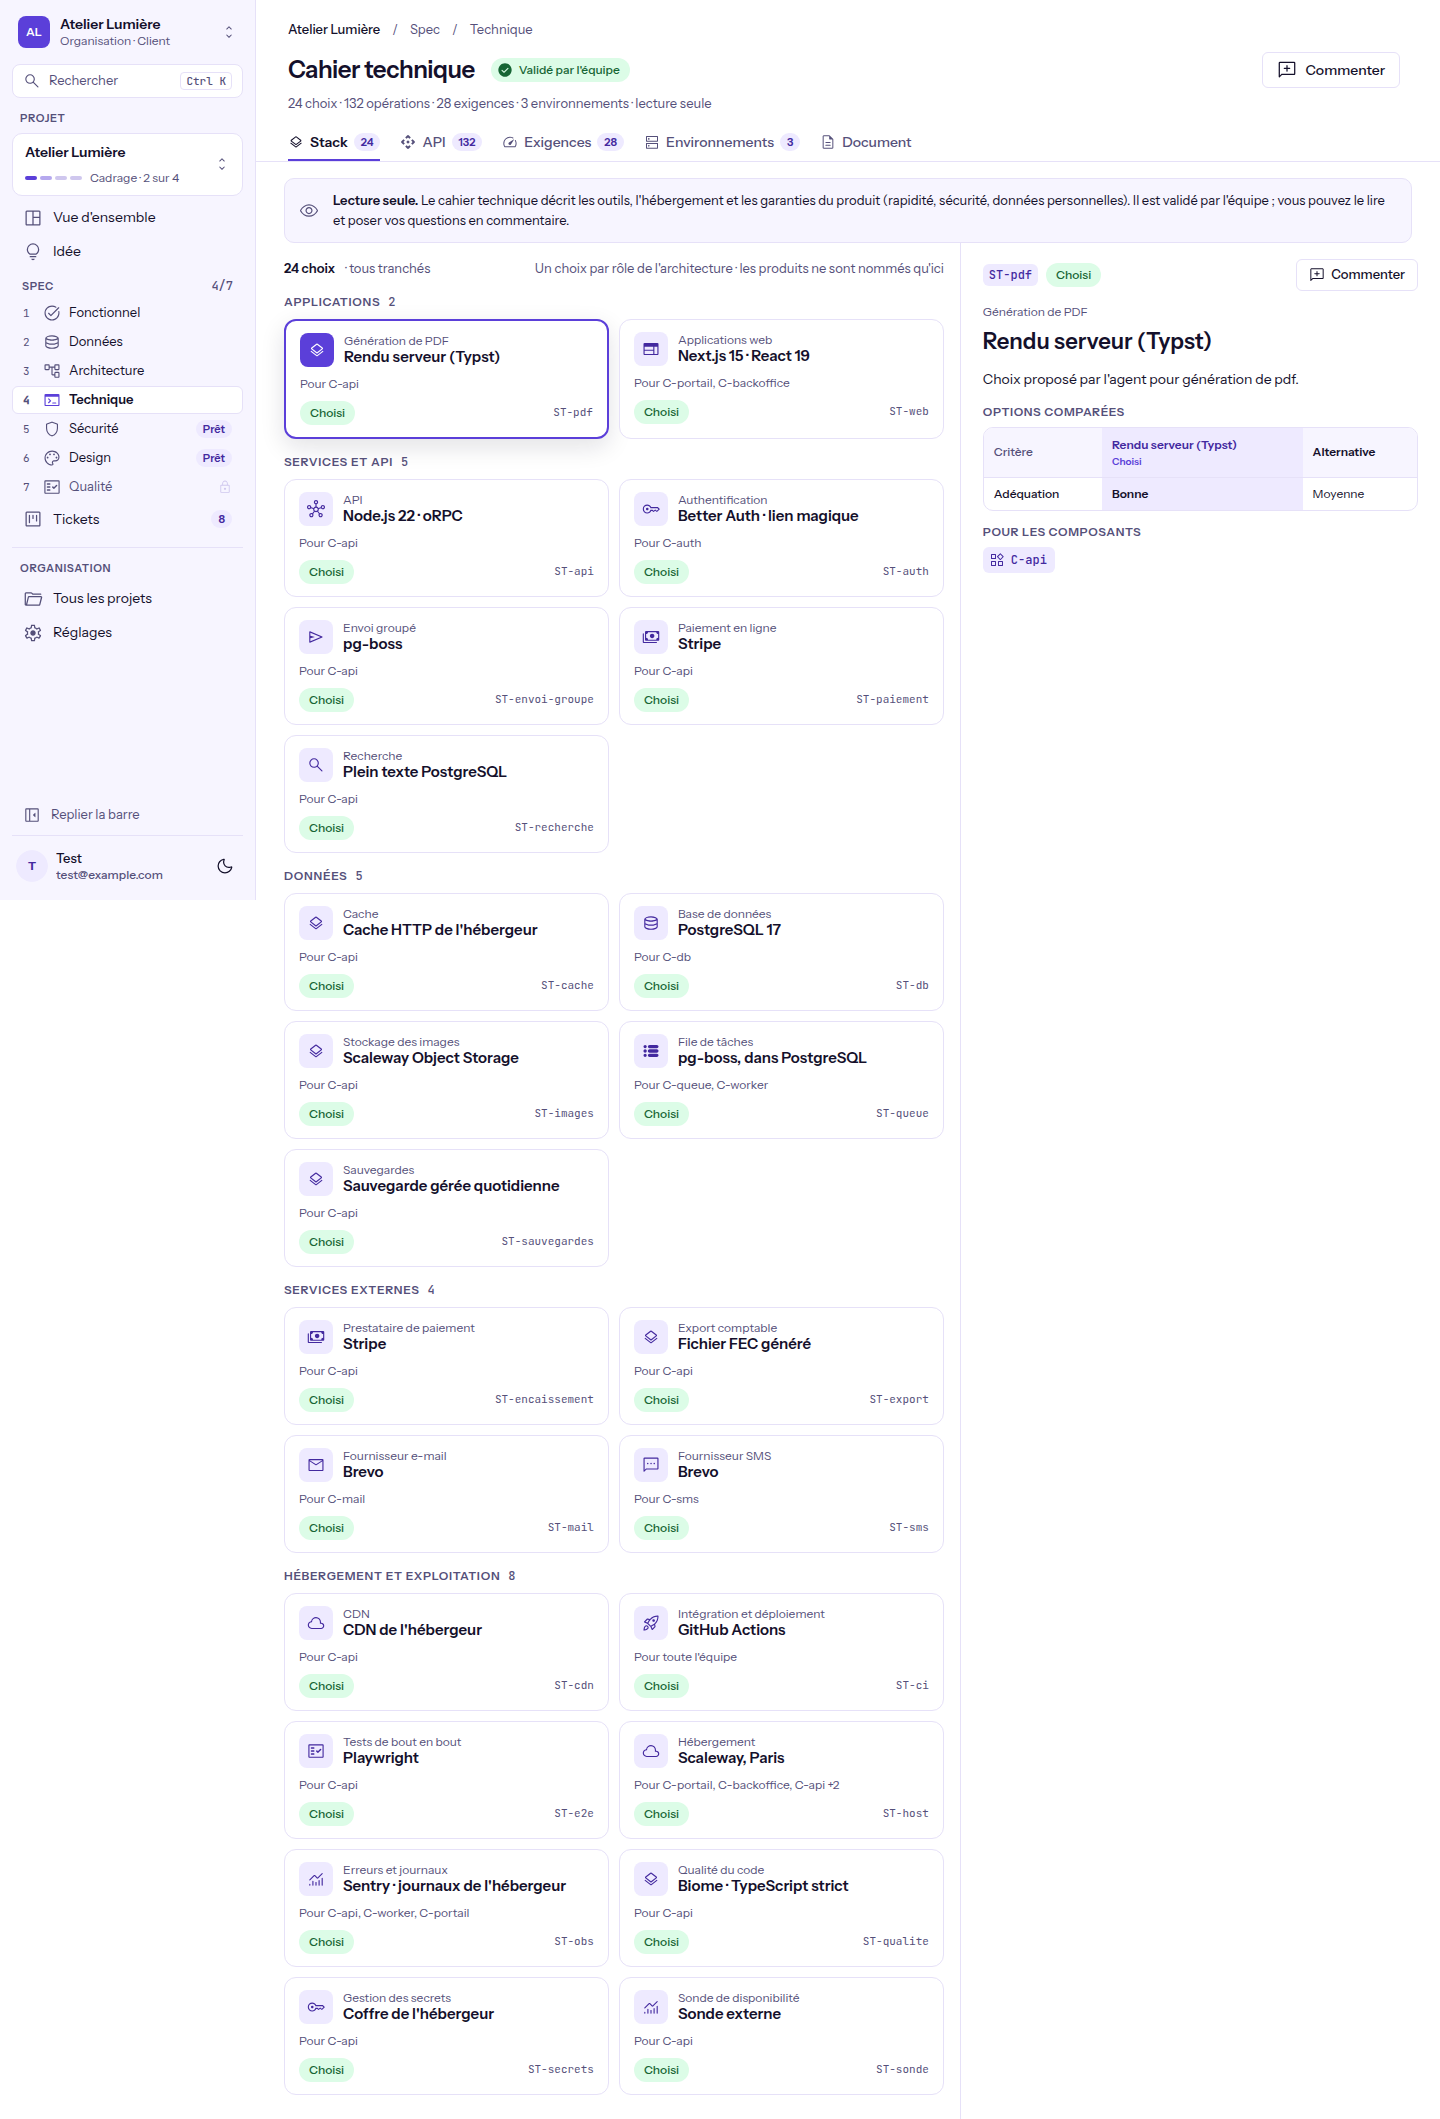 AL
Atelier Lumière
Organisation · Client
Rechercher
Ctrl K
PROJET
Atelier Lumière
Cadrage · 2 sur 4
Vue d'ensemble
Idée
SPEC 4/7
1 Fonctionnel
2 Données
3 Architecture
4 Technique
5 Sécurité Prêt
6 Design Prêt
7 Qualité
Tickets 8
ORGANISATION
Tous les projets
Réglages
Replier la barre
T
Test
test@example.com
Atelier Lumière / Spec / Technique
Cahier technique
Validé par l'équipe
Commenter
24 choix · 132 opérations · 28 exigences · 3 environnements · lecture seule
Stack 24
API 132
Exigences 28
Environnements 3
Document
Lecture seule. Le cahier technique décrit les outils, l'hébergement et les garanties du produit (rapidité, sécurité, données personnelles). Il est validé par l'équipe ; vous pouvez le lire
et poser vos questions en commentaire.
24 choix · tous tranchés
Un choix par rôle de l'architecture · les produits ne sont nommés qu'ici
APPLICATIONS 2
Génération de PDF
Rendu serveur (Typst)
Pour C-api
Choisi
ST-pdf
Applications web
Next.js 15 · React 19
Pour C-portail, C-backoffice
Choisi
ST-web
SERVICES ET API 5
API
Node.js 22 · oRPC
Pour C-api
Choisi
ST-api
Authentification
Better Auth · lien magique
Pour C-auth
Choisi
ST-auth
Envoi groupé
pg-boss
Pour C-api
Choisi
ST-envoi-groupe
Paiement en ligne
Stripe
Pour C-api
Choisi
ST-paiement
Recherche
Plein texte PostgreSQL
Pour C-api
Choisi
ST-recherche
DONNÉES 5
Cache
Cache HTTP de l'hébergeur
Pour C-api
Choisi
ST-cache
Base de données
PostgreSQL 17
Pour C-db
Choisi
ST-db
Stockage des images
Scaleway Object Storage
Pour C-api
Choisi
ST-images
File de tâches
pg-boss, dans PostgreSQL
Pour C-queue, C-worker
Choisi
ST-queue
Sauvegardes
Sauvegarde gérée quotidienne
Pour C-api
Choisi
ST-sauvegardes
SERVICES EXTERNES 4
Prestataire de paiement
Stripe
Pour C-api
Choisi
ST-encaissement
Export comptable
Fichier FEC généré
Pour C-api
Choisi
ST-export
Fournisseur e-mail
Brevo
Pour C-mail
Choisi
ST-mail
Fournisseur SMS
Brevo
Pour C-sms
Choisi
ST-sms
HÉBERGEMENT ET EXPLOITATION 8
CDN
CDN de l'hébergeur
Pour C-api
Choisi
ST-cdn
Intégration et déploiement
GitHub Actions
Pour toute l'équipe
Choisi
ST-ci
Tests de bout en bout
Playwright
Pour C-api
Choisi
ST-e2e
Hébergement
Scaleway, Paris
Pour C-portail, C-backoffice, C-api +2
Choisi
ST-host
Erreurs et journaux
Sentry · journaux de l'hébergeur
Pour C-api, C-worker, C-portail
Choisi
ST-obs
Qualité du code
Biome · TypeScript strict
Pour C-api
Choisi
ST-qualite
Gestion des secrets
Coffre de l'hébergeur
Pour C-api
Choisi
ST-secrets
Sonde de disponibilité
Sonde externe
Pour C-api
Choisi
ST-sonde
ST-pdf
Choisi
Commenter
Génération de PDF
Rendu serveur (Typst)
Choix proposé par l'agent pour génération de pdf.
OPTIONS COMPARÉES
Critère
Rendu serveur (Typst)
Choisi
Alternative
Adéquation
Bonne
Moyenne
POUR LES COMPOSANTS
C-api